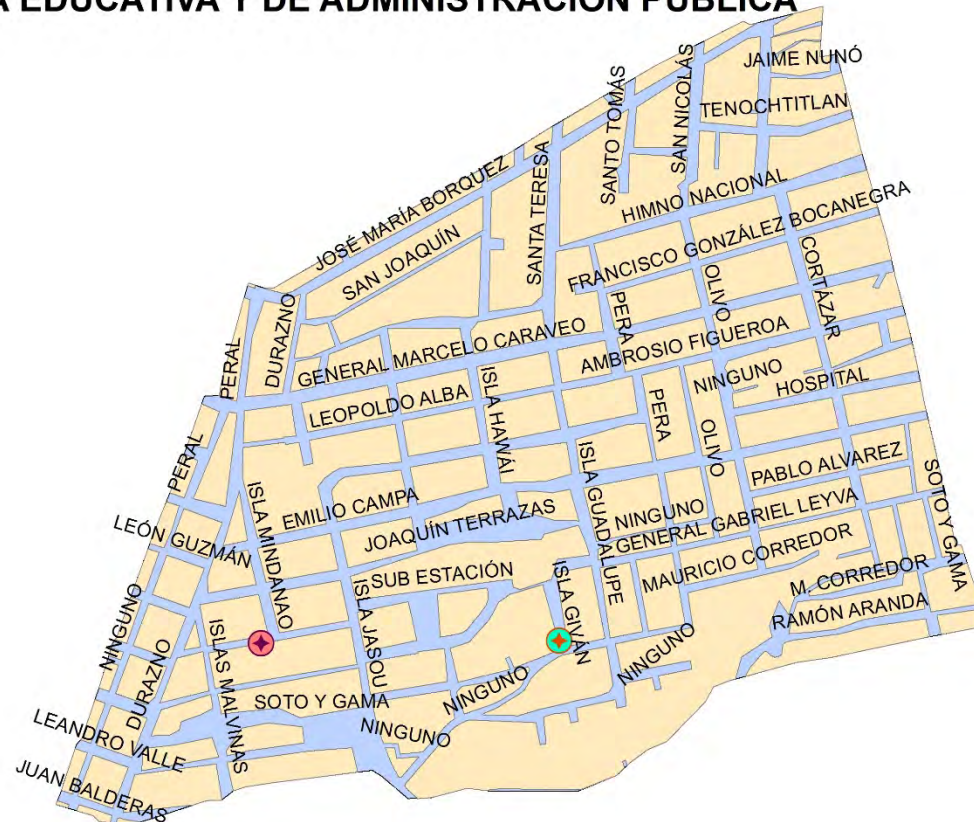 A EDUCATIVA Y DE ADMINISTRACIÓN PÚBLICA
JAIME NUNÓ
TENOCHTITLAN
SANTO TOMÁS
SAN NICOLÁS
HIMNO NACIONAL
JOSÉ MARÍA BORQUEZ
SANTA TERESA
FRANCISCO GONZÁLEZ BOCANEGRA
SAN JOAQUÍN
CORTÁZAR
OLIVO
PERA
DURAZNO
PERAL
GENERAL MARCELO CARAVEO
AMBROSIO FIGUEROA
NINGUNO
HOSPITAL
LEOPOLDO ALBA
ISLA HAWÁI
PERA
OLIVO
PERAL
ISLA GUADALUPE
PABLO ALVAREZ
SOTO Y GAMA
ISLA MINDANAO
EMILIO CAMPA
JOAQUÍN TERRAZAS
NINGUNO
GENERAL GABRIEL LEYVA
LEÓN GUZMÁN
SUB ESTACIÓN
MAURICIO CORREDOR
M. CORREDOR
RAMÓN ARANDA
NINGUNO
ISLA JASOU
ISLA GIVÁN
DURAZNO
ISLAS MALVINAS
NINGUNO
SOTO Y GAMA
NINGUNO
NINGUNO
LEANDRO VALLE
JUAN BALDERAS